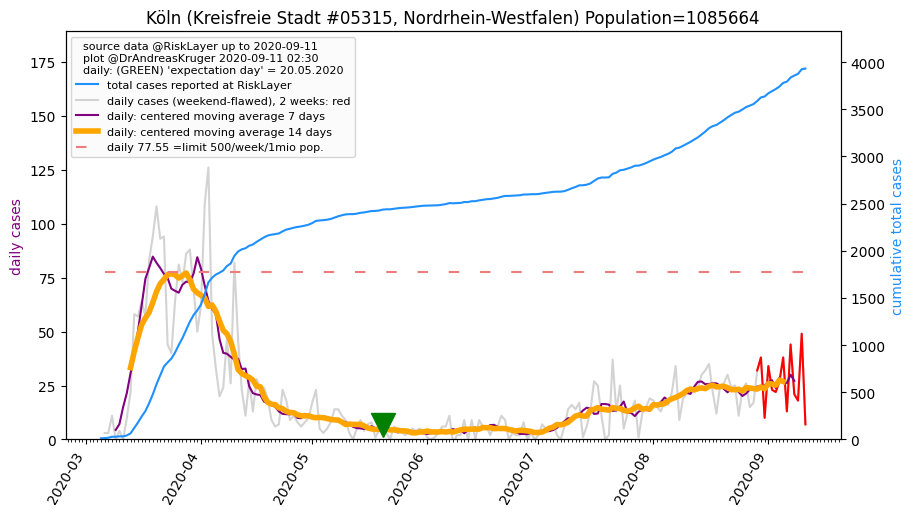 Köln (Kreisfreie Stadt #05315, Nordrhein-Westfalen) Population=1085664
source data @RiskLayer up to 2020-09-11
plot @DrAndreasKruger 2020-09-11 02:30
daily: (GREEN) 'expectation day' = 20.05.2020
total cases reported at RiskLayer
daily cases (weekend-flawed), 2 weeks: red
daily: centered moving average 7 days
daily: centered moving average 14 days
daily 77.55 =limit 500/week/1mio pop.
daily cases
175
150
125
100
75
50
25
0
4000
3500
3000
2500
2000
1500
1000
500
0
cumulative total cases
2020-03
2020-04
2020-05
2020-06
2020-07
2020-08
2020-09